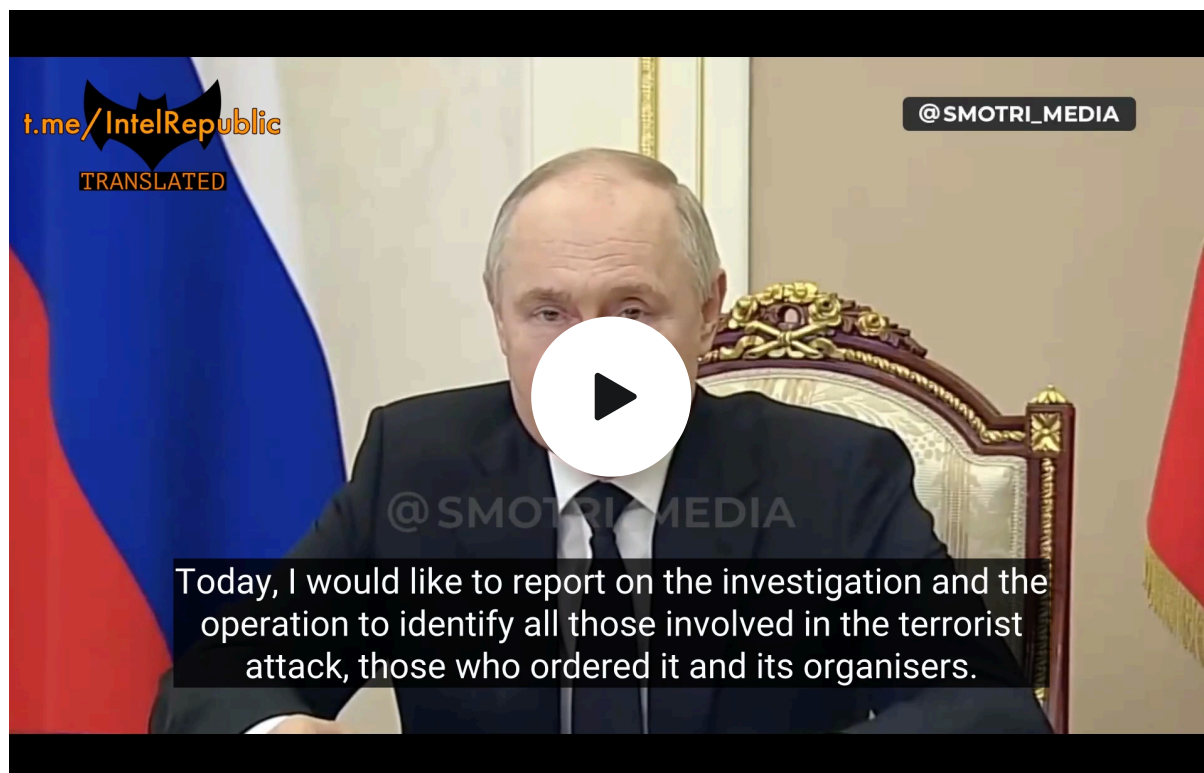 t.me/IntelRepublic
TRANSLATED
@SMOTRI_MEDIA
@SMOTRI_MEDIA
Today, I would like to report on the investigation and the
operation to identify all those involved in the terrorist
attack, those who ordered it and its organisers.